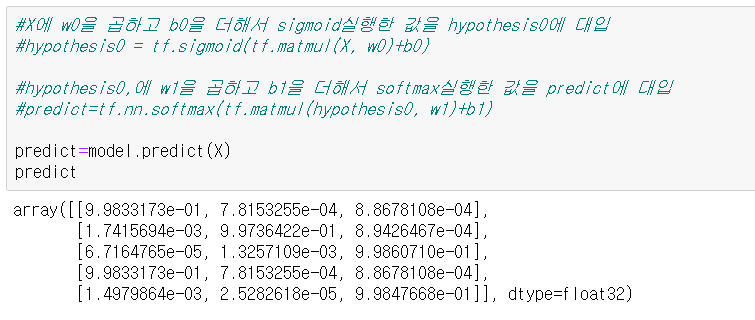 #X에 w0을 곱하고 b0을 더해서 sigmoid실행한 값을 hypothesis0에 대입
#hypothesis0 = tf.sigmoid(tf.matmul(X, w0)+b0)
#hypothesis0,에 w1을 곱하고 b1을 더해서 softmax실행한 값을 predict에 대입
#predict=tf.nn.softmax(tf.matmul(hypothesis0, w1)+b1)
predict=model.predict(X)
predict
array([[9.9833173e-01, 7.8153255e-04, 8.8678108e-04],
[1.7415694e-03, 9.9736422e-01, 8.9426467e-04],
[6.7164765e-05, 1.3257109e-03, 9.9860710e-01],
[9.9833173e-01, 7.8153255e-04, 8.8678108e-04],
[1.4979864e-03, 2.5282618e-05, 9.9847668e-01]], dtype=float32)